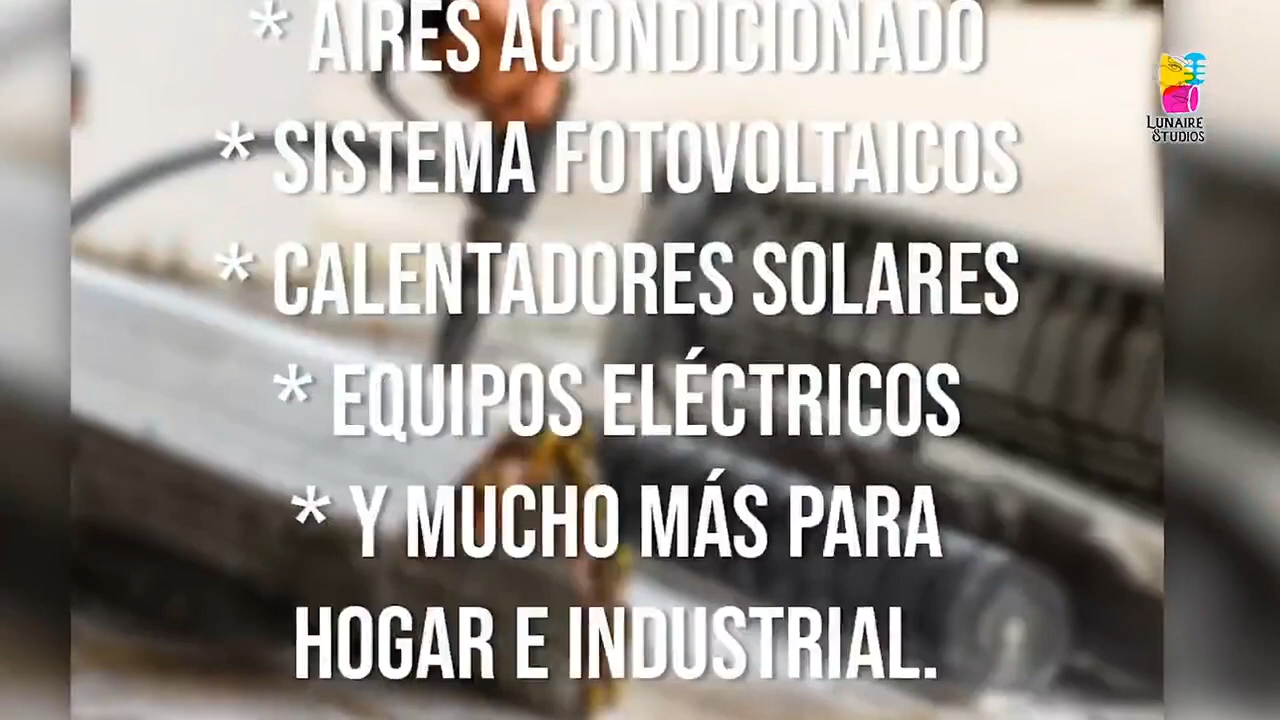 * AIRES ACONDICIONADO
* SISTEMA FOTOVOLTAICOS
* CALENTADORES SOLARES
* EQUIPOS ELÉCTRICOS
* Y MUCHO MÁS PARA
HOGAR E INDUSTRIAL.
LUNAIRE
STUDIOS